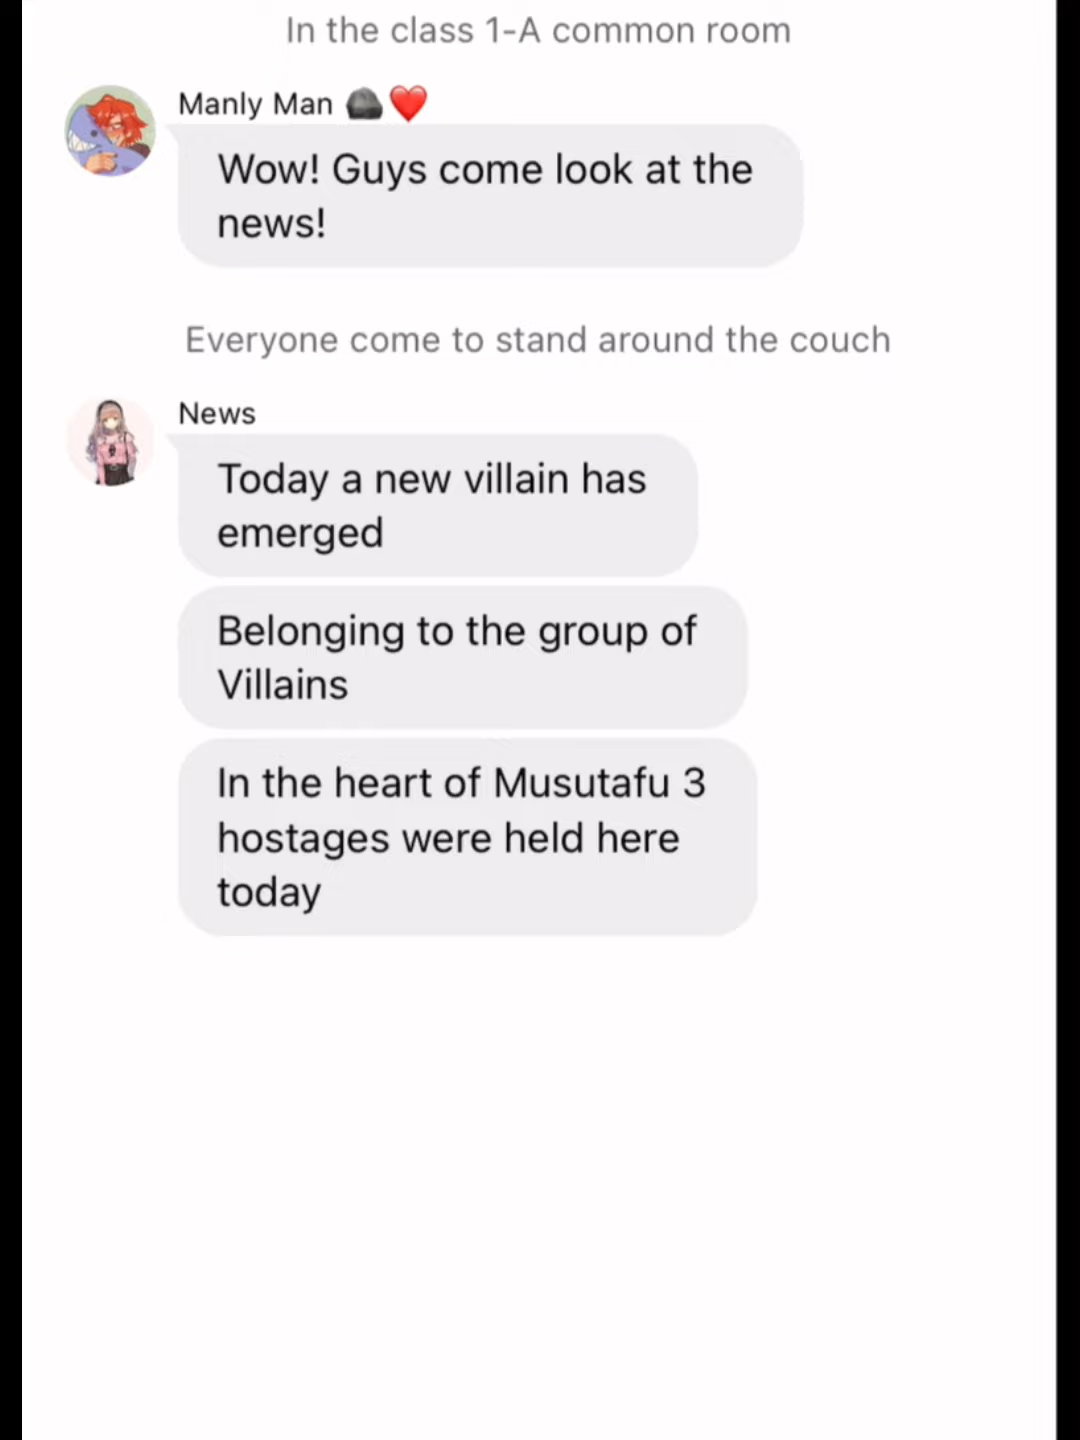 In the class 1-A common room
Manly Man 🪨❤️
Wow! Guys come look at the
news!
Everyone come to stand around the couch
News
Today a new villain has
emerged
Belonging to the group of
Villains
In the heart of Musutafu 3
hostages were held here
today